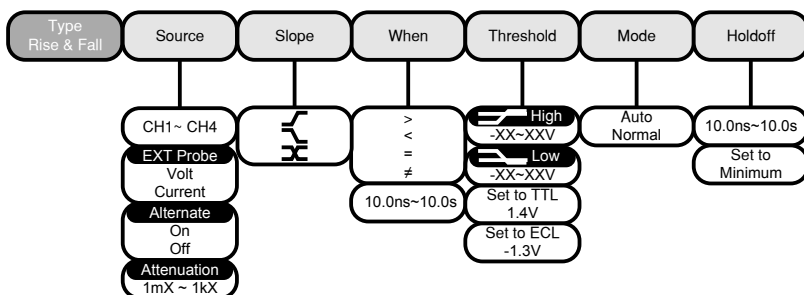 Type
Rise & Fall
Source
Slope
When
Threshold
Mode
Holdoff
CH1~ CH4
EXT Probe
Volt
Current
Alternate
On
Off
Attenuation
1mX ~ 1kX
>
<
=
≠
10.0ns~10.0s
High
-XX~XXV
Low
-XX~XXV
Set to TTL
1.4V
Set to ECL
-1.3V
Auto
Normal
10.0ns~10.0s
Set to
Minimum